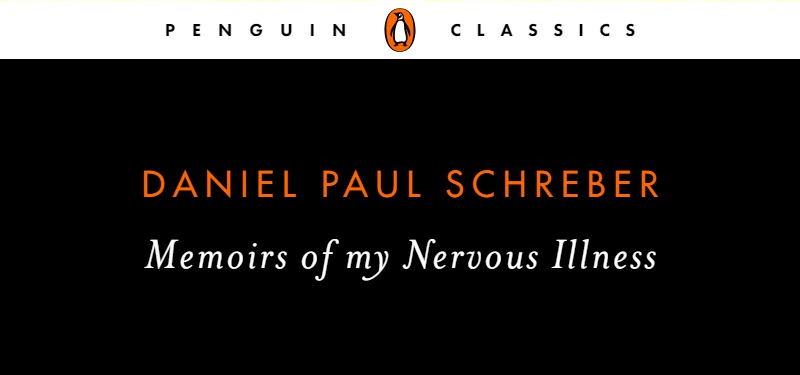 PENGUIN CLASSICS
DANIEL PAUL SCHREBER
Memoirs of my Nervous Illness